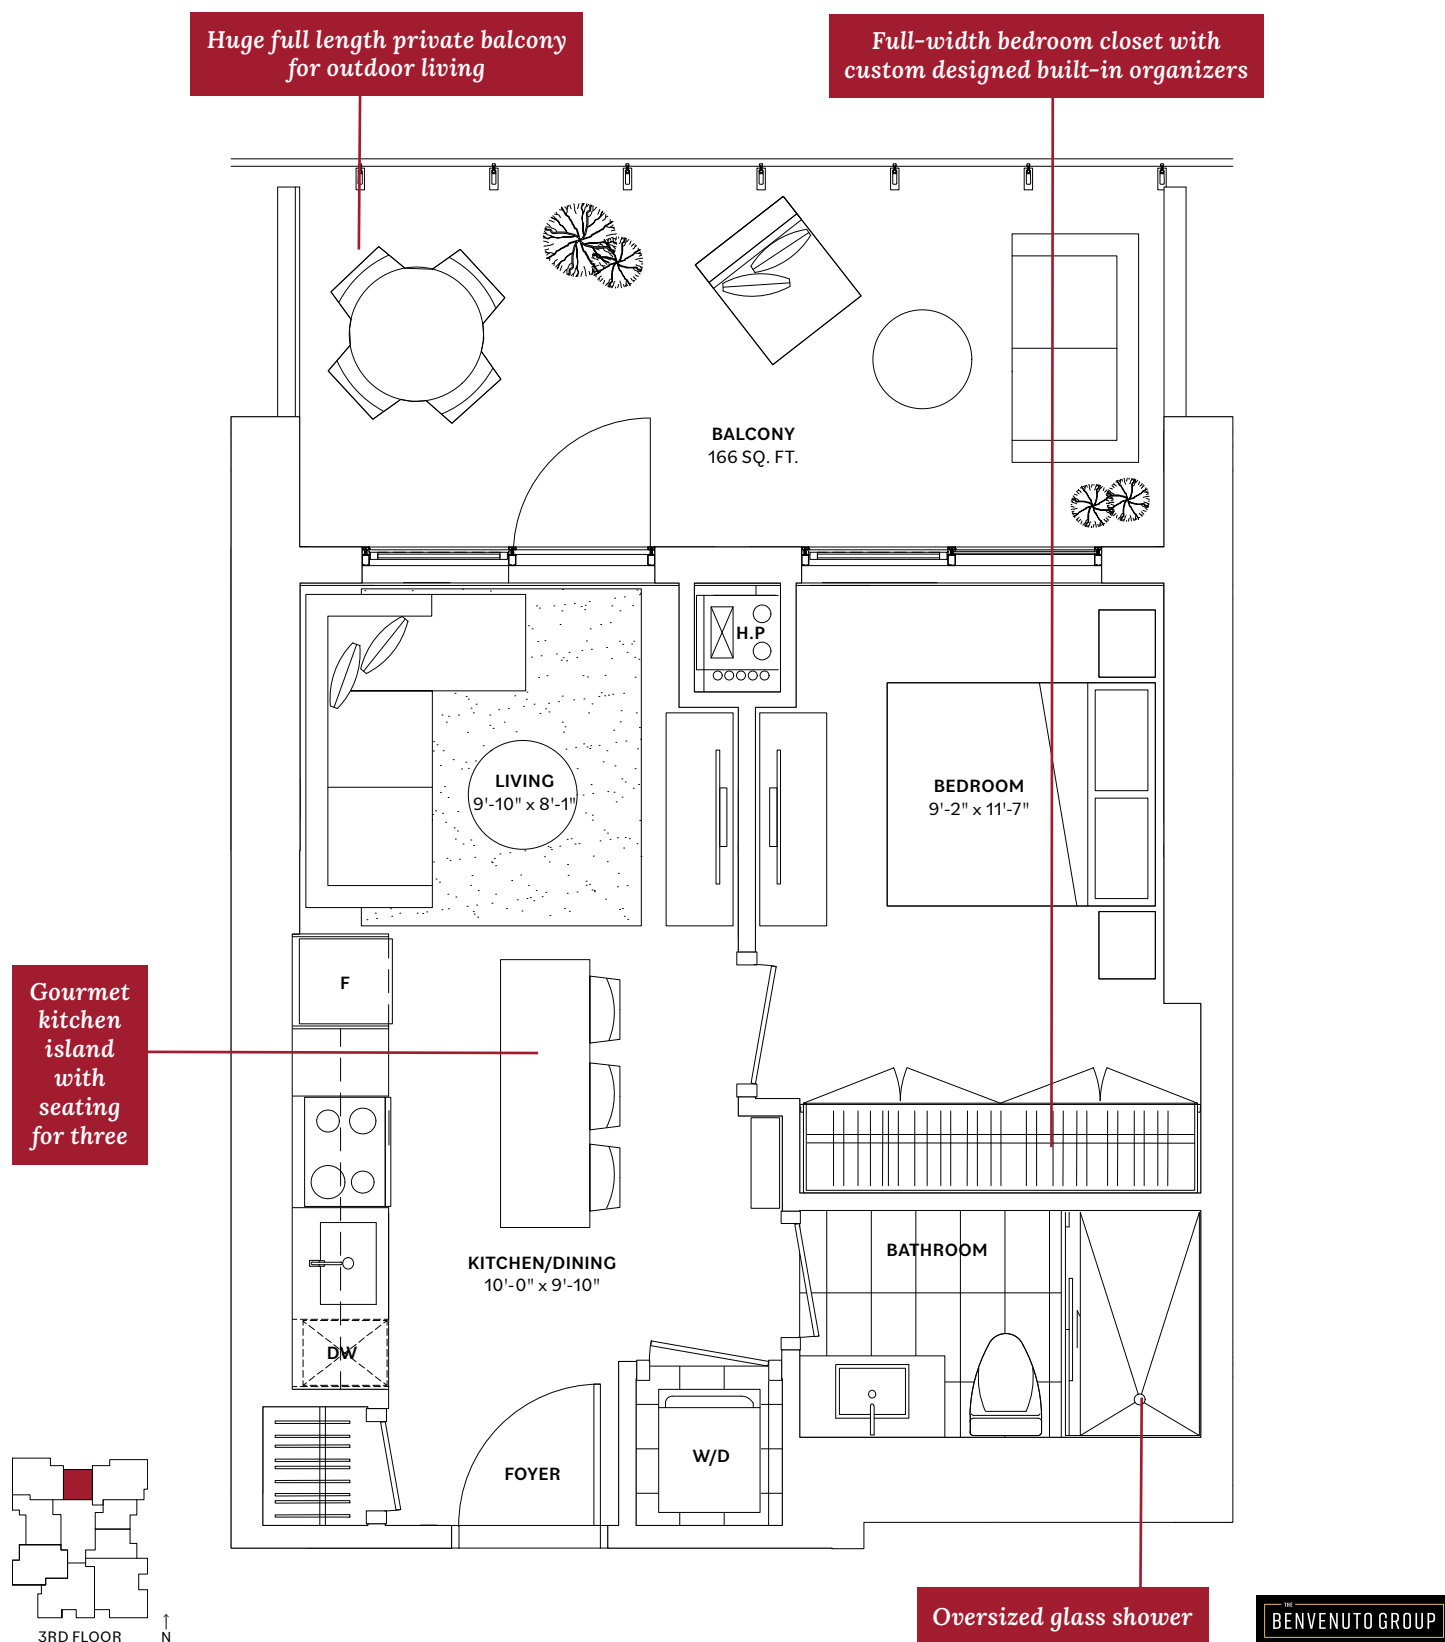 Huge full length private balcony
for outdoor living
Full-width bedroom closet with
custom designed built-in organizers
BALCONY
166 SQ. FT.
H.P
LIVING
9'-10" x 8'-1"
BEDROOM
9'-2" x 11'-7"
F
Gourmet
kitchen
island
with
seating
for three
KITCHEN/DINING
10'-0" x 9'-10"
BATHROOM
DW
W/D
FOYER
3RD FLOOR
N
Oversized glass shower
THE
BENVENUTO GROUP